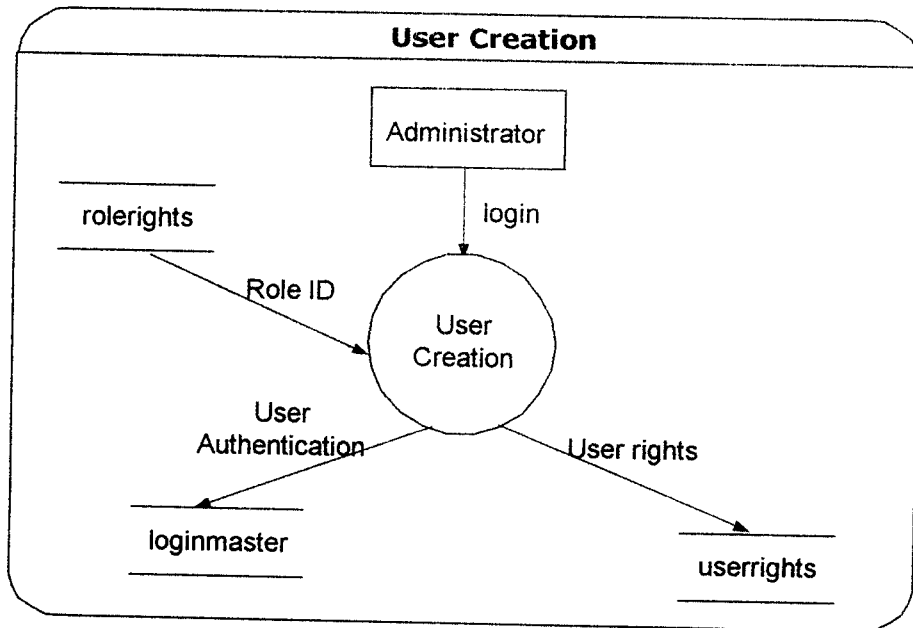 User Creation
Administrator
login
rolerights
Role ID
User
Creation
User
Authentication
User rights
loginmaster
userrights